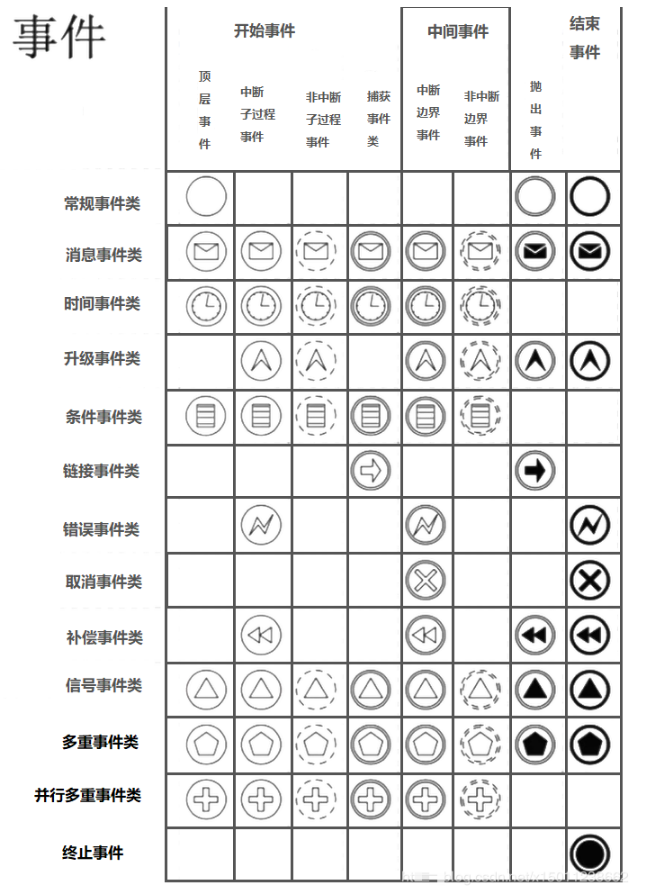 事件
开始事件
中间事件
结束
事件
顶
层
事
件
中断
子过程
事件
非中断
子过程
事件
捕获
事件
类
中断
边界
事件
非中断
边界
事件
抛
出
事
件
常规事件类
消息事件类
时间事件类
升级事件类
条件事件类
链接事件类
错误事件类
取消事件类
补偿事件类
信号事件类
多重事件类
并行多重事件类
终止事件